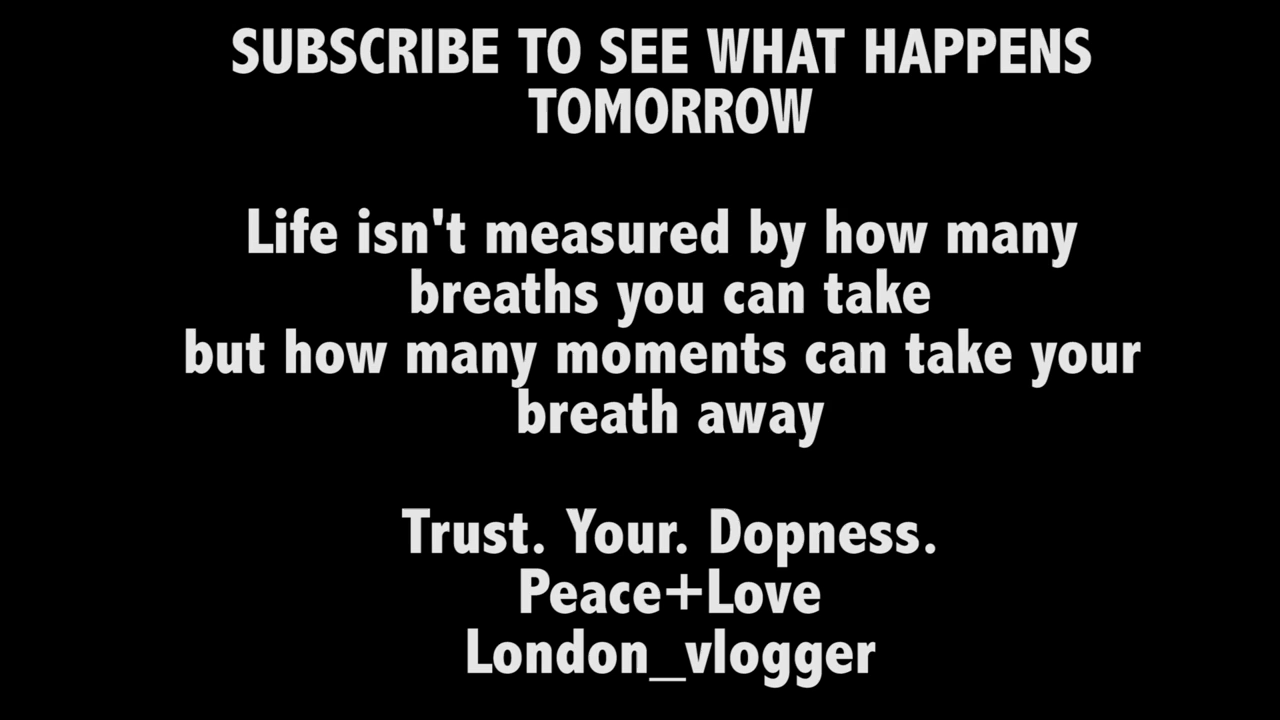 SUBSCRIBE TO SEE WHAT HAPPENS
TOMORROW
Life isn't measured by how many
breaths you can take
but how many moments can take your
breath away
Trust. Your. Dopness.
Peace+Love
London_vlogger